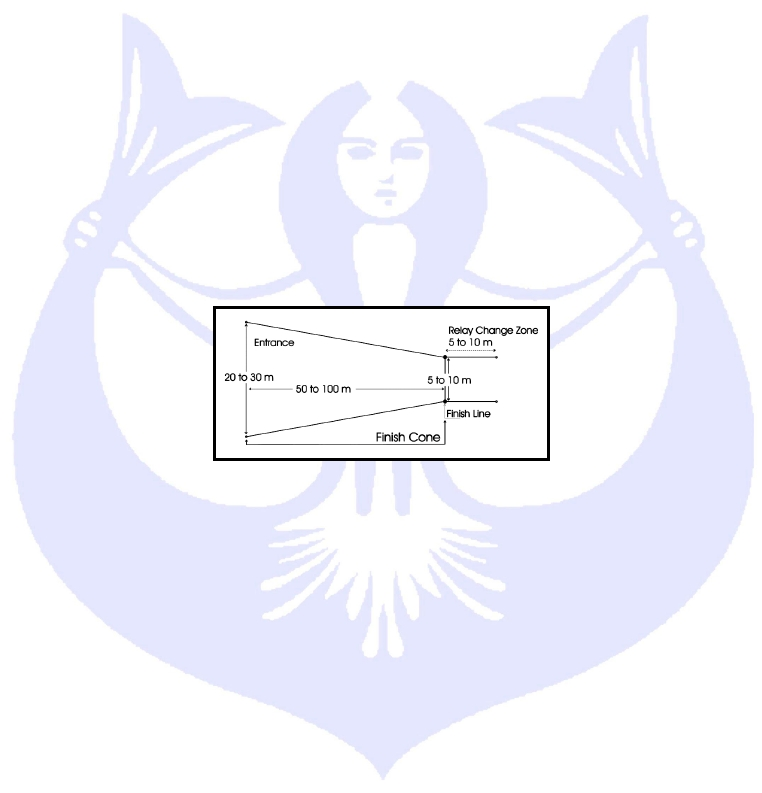 Relay Change Zone
5 to 10 m
Entrance
20 to 30 m
50 to 100 m
5 to 10 m
Finish Line
Finish Cone